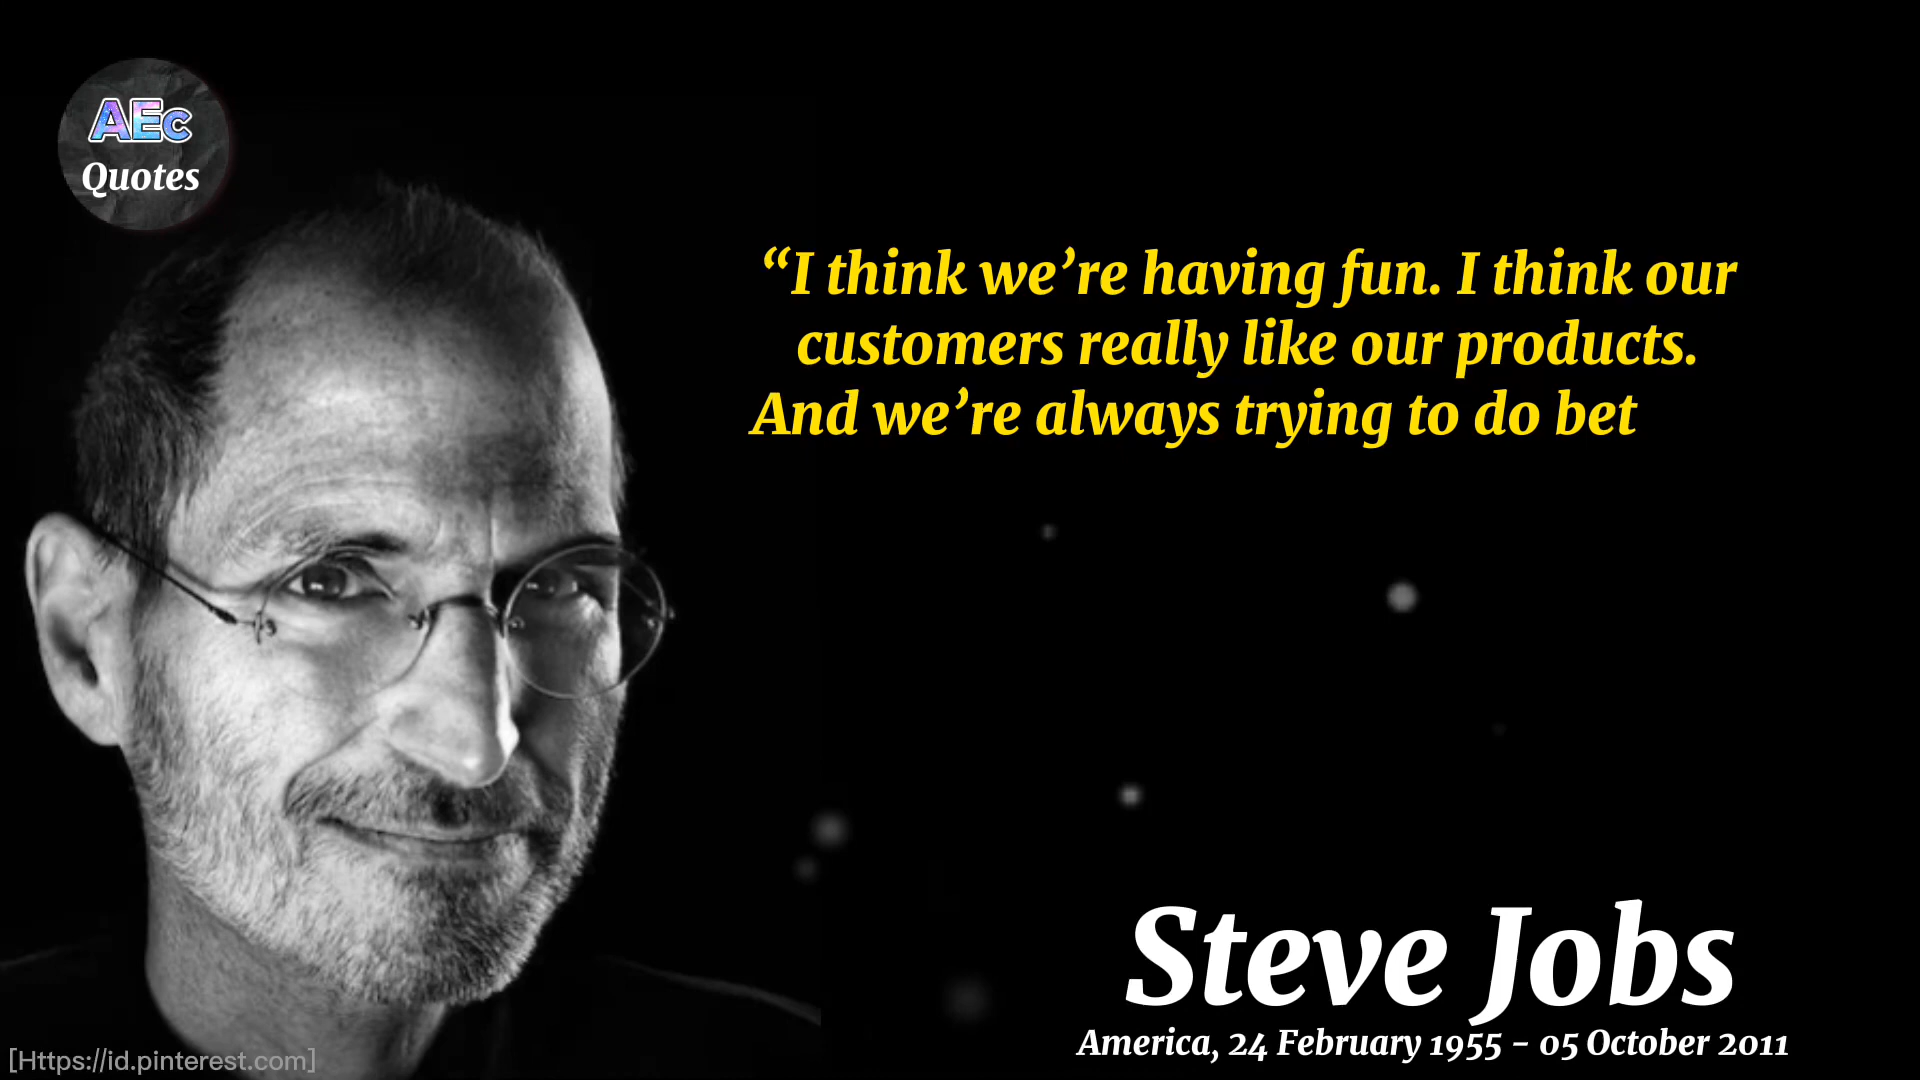 AEc
Quotes
“I think we’re having fun. I think our
customers really like our products.
And we’re always trying to do bet
Steve Jobs
America, 24 February 1955 - 05 October 2011
[Https://id.pinterest.com]